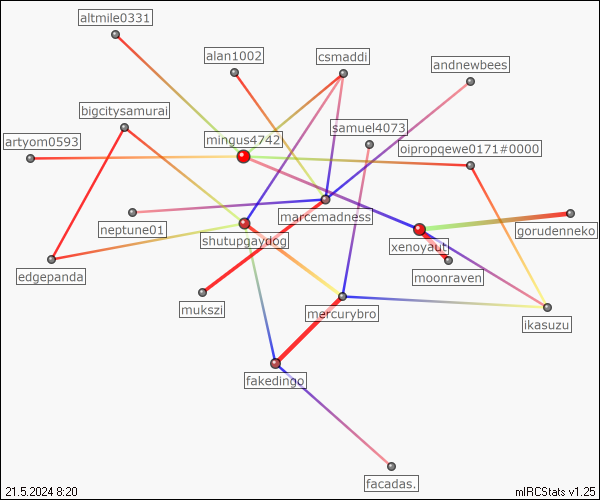 altmile0331
alan1002
csmaddi
andnewbees
bigcitysamurai
samuel4073
artyom0593
mingus4742
oipropqewe0171#0000
neptune01
marcemadness
shutupgaydog
xenoyaut
gorudenneko
edgepanda
moonraven
mukszi
mercurybro
ikasuzu
fakedingo
facadas.
21.5.2024 8:20
mIRCStats v1.25